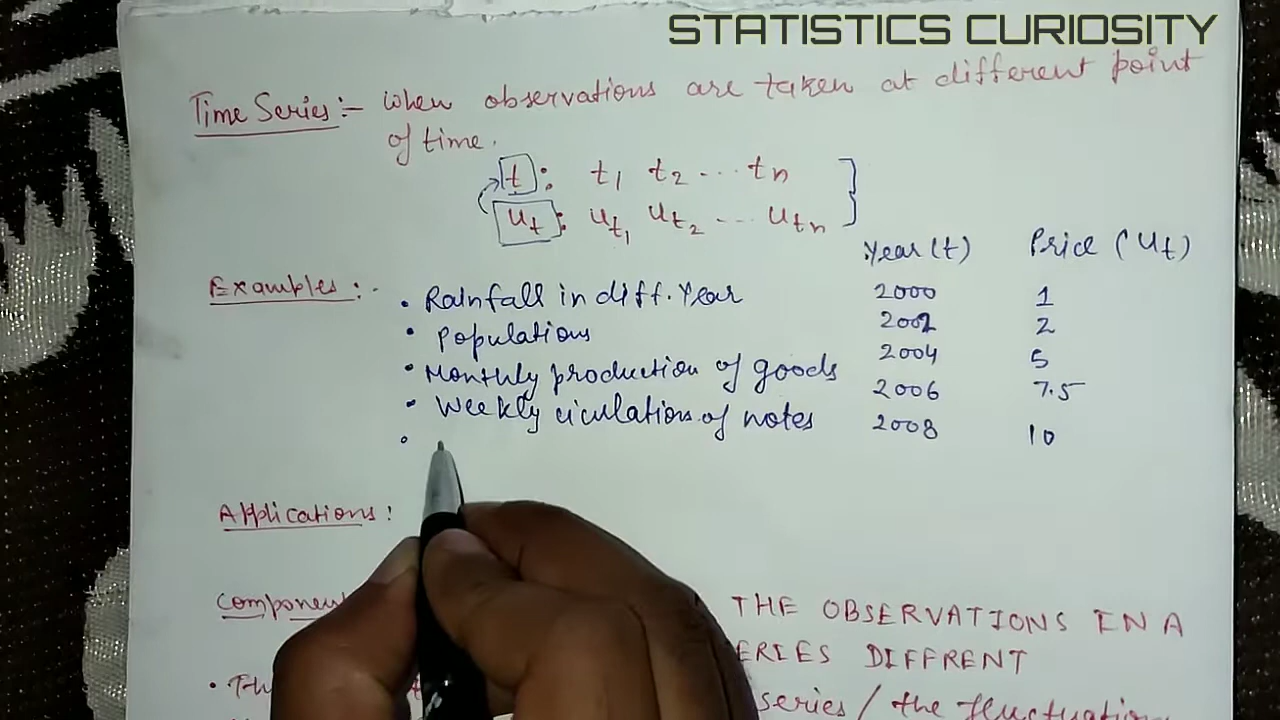 STATISTICS CURIOSITY
Time Series :- When observations are taken at different point
of time.
t : t1 t2 ... tn
ut : ut1 ut2 ... utn
Year (t) Price (ut)
Examples :-
• Rainfall in diff. Year
• Populations
• Monthly production of goods
• Weekly ciculation of notes
2000 1
2002 2
2004 5
2006 7.5
2008 10
Applications :
THE OBSERVATIONS IN A
DIFFRENT
series / the fluctuation